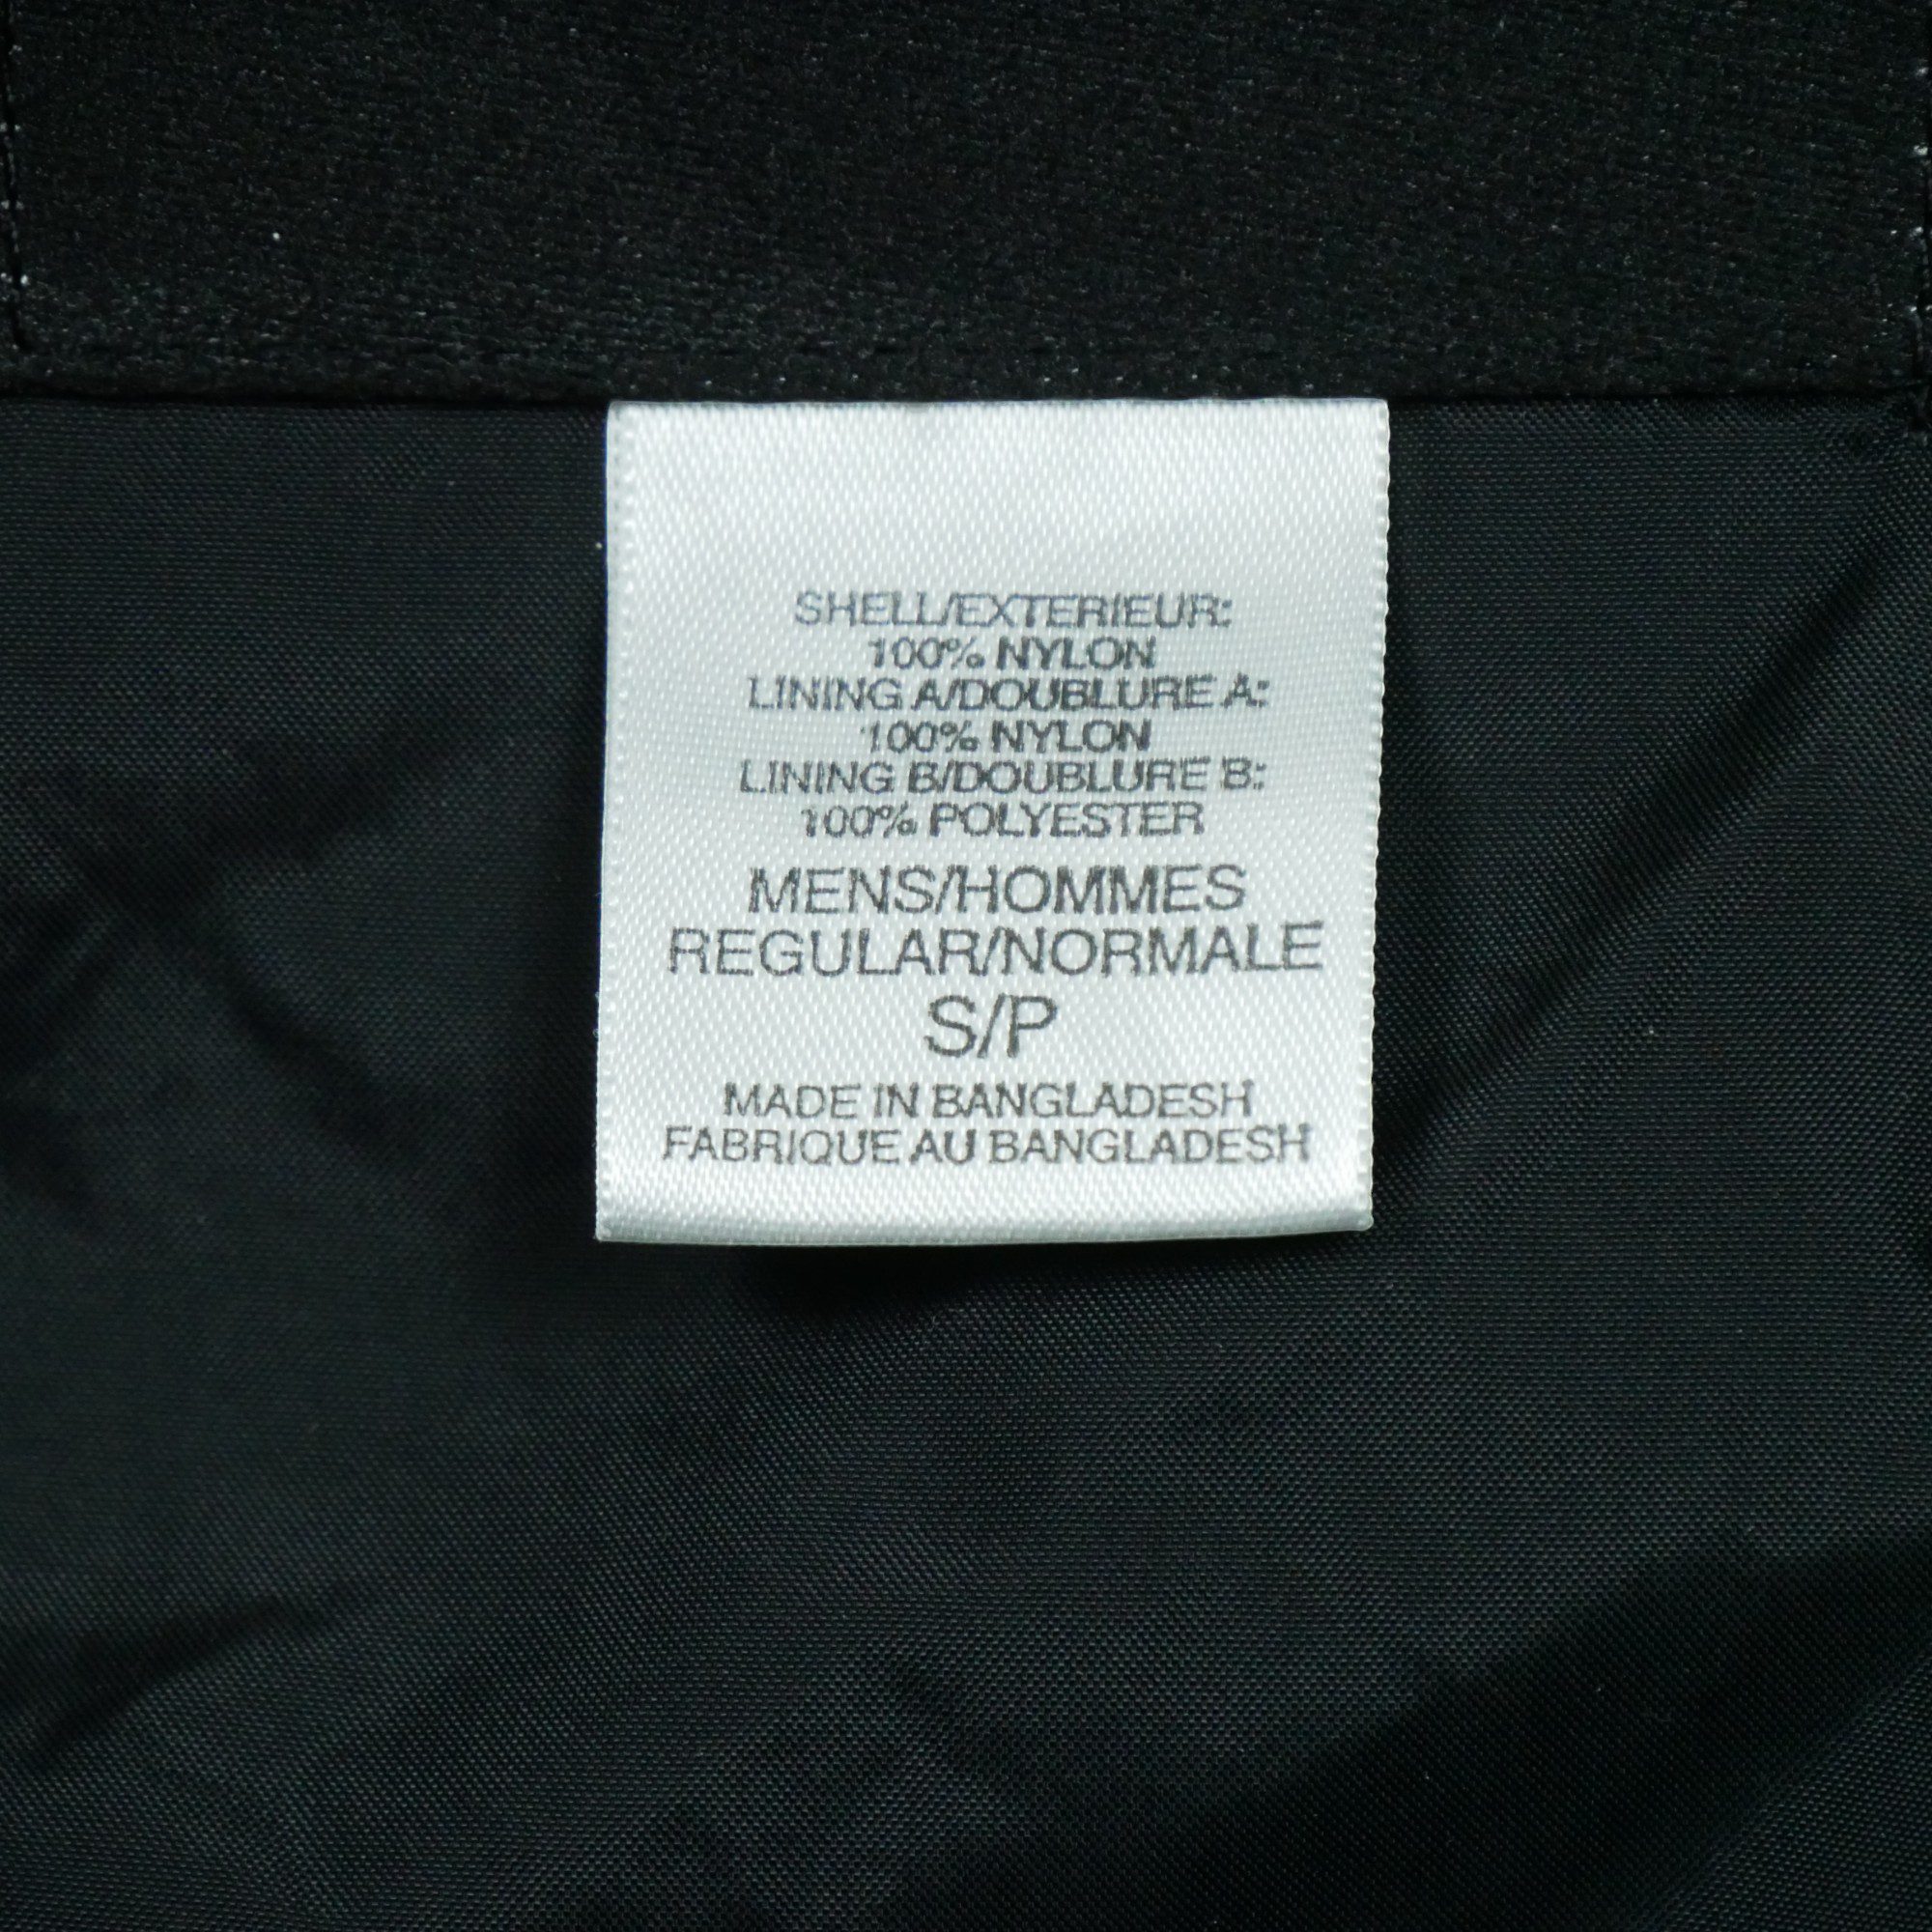 SHELL/EXTERIEUR:
100% NYLON
LINING A/DOUBLURE A:
100% NYLON
LINING B/DOUBLURE B:
100% POLYESTER
MENS/HOMMES
REGULAR/NORMALE
S/P
MADE IN BANGLADESH
FABRIQUE AU BANGLADESH